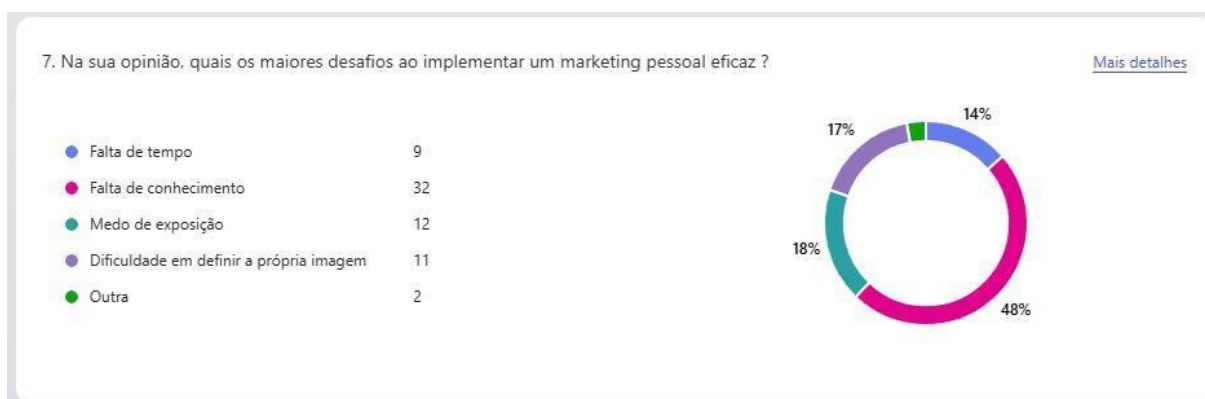 7. Na sua opinião, quais os maiores desafios ao implementar um marketing pessoal eficaz ?
Mais detalhes
Falta de tempo 9
Falta de conhecimento 32
Medo de exposição 12
Dificuldade em definir a própria imagem 11
Outra 2
14%
17%
18%
48%